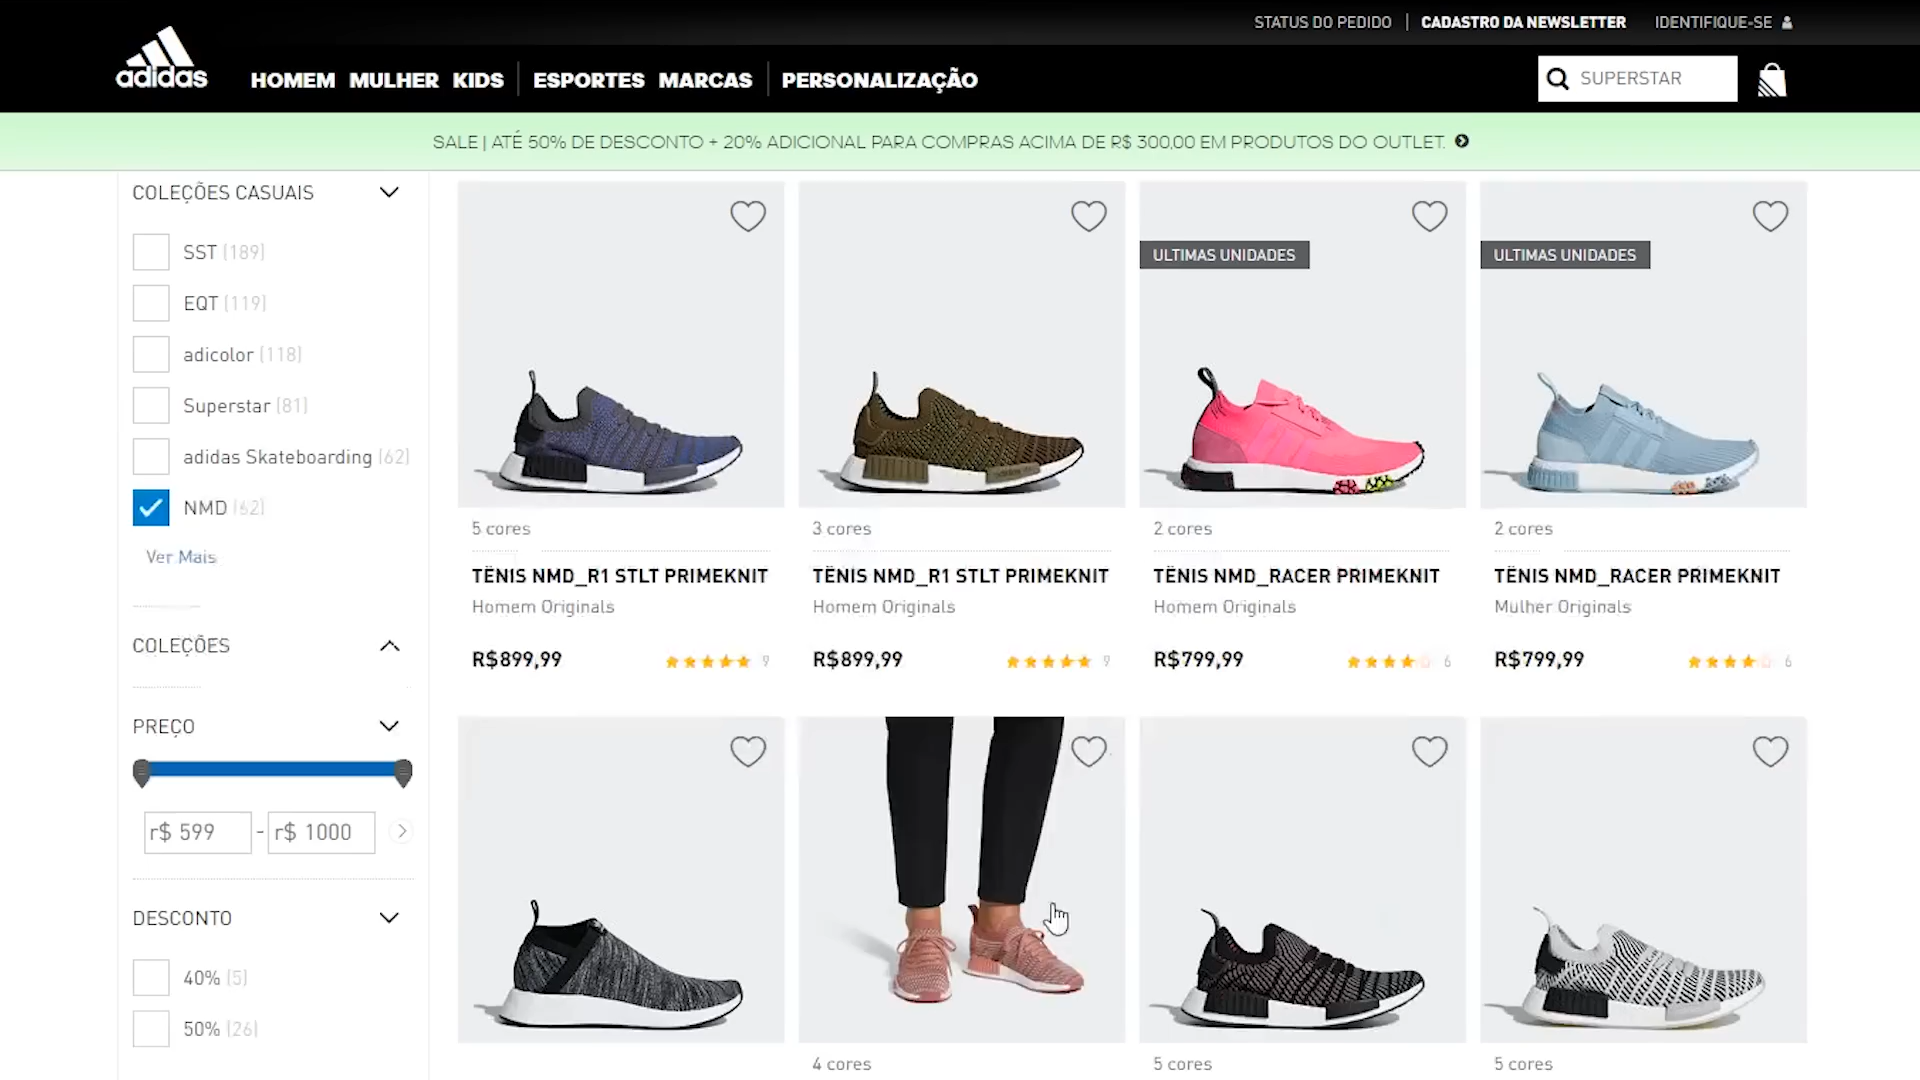 STATUS DO PEDIDO | CADASTRO DA NEWSLETTER IDENTIFIQUE-SE
adidas
HOMEM MULHER KIDS ESPORTES MARCAS PERSONALIZAÇÃO
SUPERSTAR
SALE | ATÉ 50% DE DESCONTO + 20% ADICIONAL PARA COMPRAS ACIMA DE R$ 300,00 EM PRODUTOS DO OUTLET.
COLEÇÕES CASUAIS
SST (189)
EQT (119)
adicolor (118)
Superstar (81)
adidas Skateboarding (62)
NMD (62)
Ver Mais
COLEÇÕES
PREÇO
r$ 599 - r$ 1000
DESCONTO
40% (5)
50% (26)
5 cores
TÊNIS NMD_R1 STLT PRIMEKNIT
Homem Originals
R$899,99 9
3 cores
TÊNIS NMD_R1 STLT PRIMEKNIT
Homem Originals
R$899,99 9
ULTIMAS UNIDADES
2 cores
TÊNIS NMD_RACER PRIMEKNIT
Homem Originals
R$799,99 6
ULTIMAS UNIDADES
2 cores
TÊNIS NMD_RACER PRIMEKNIT
Mulher Originals
R$799,99 6
4 cores
5 cores
5 cores